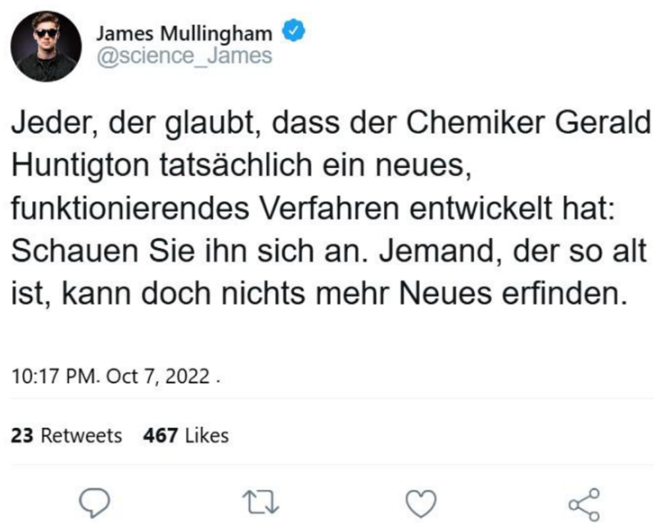 James Mullingham
@science_James
Jeder, der glaubt, dass der Chemiker Gerald
Huntigton tatsächlich ein neues,
funktionierendes Verfahren entwickelt hat:
Schauen Sie ihn sich an. Jemand, der so alt
ist, kann doch nichts mehr Neues erfinden.
10:17 PM. Oct 7, 2022 .
23 Retweets 467 Likes